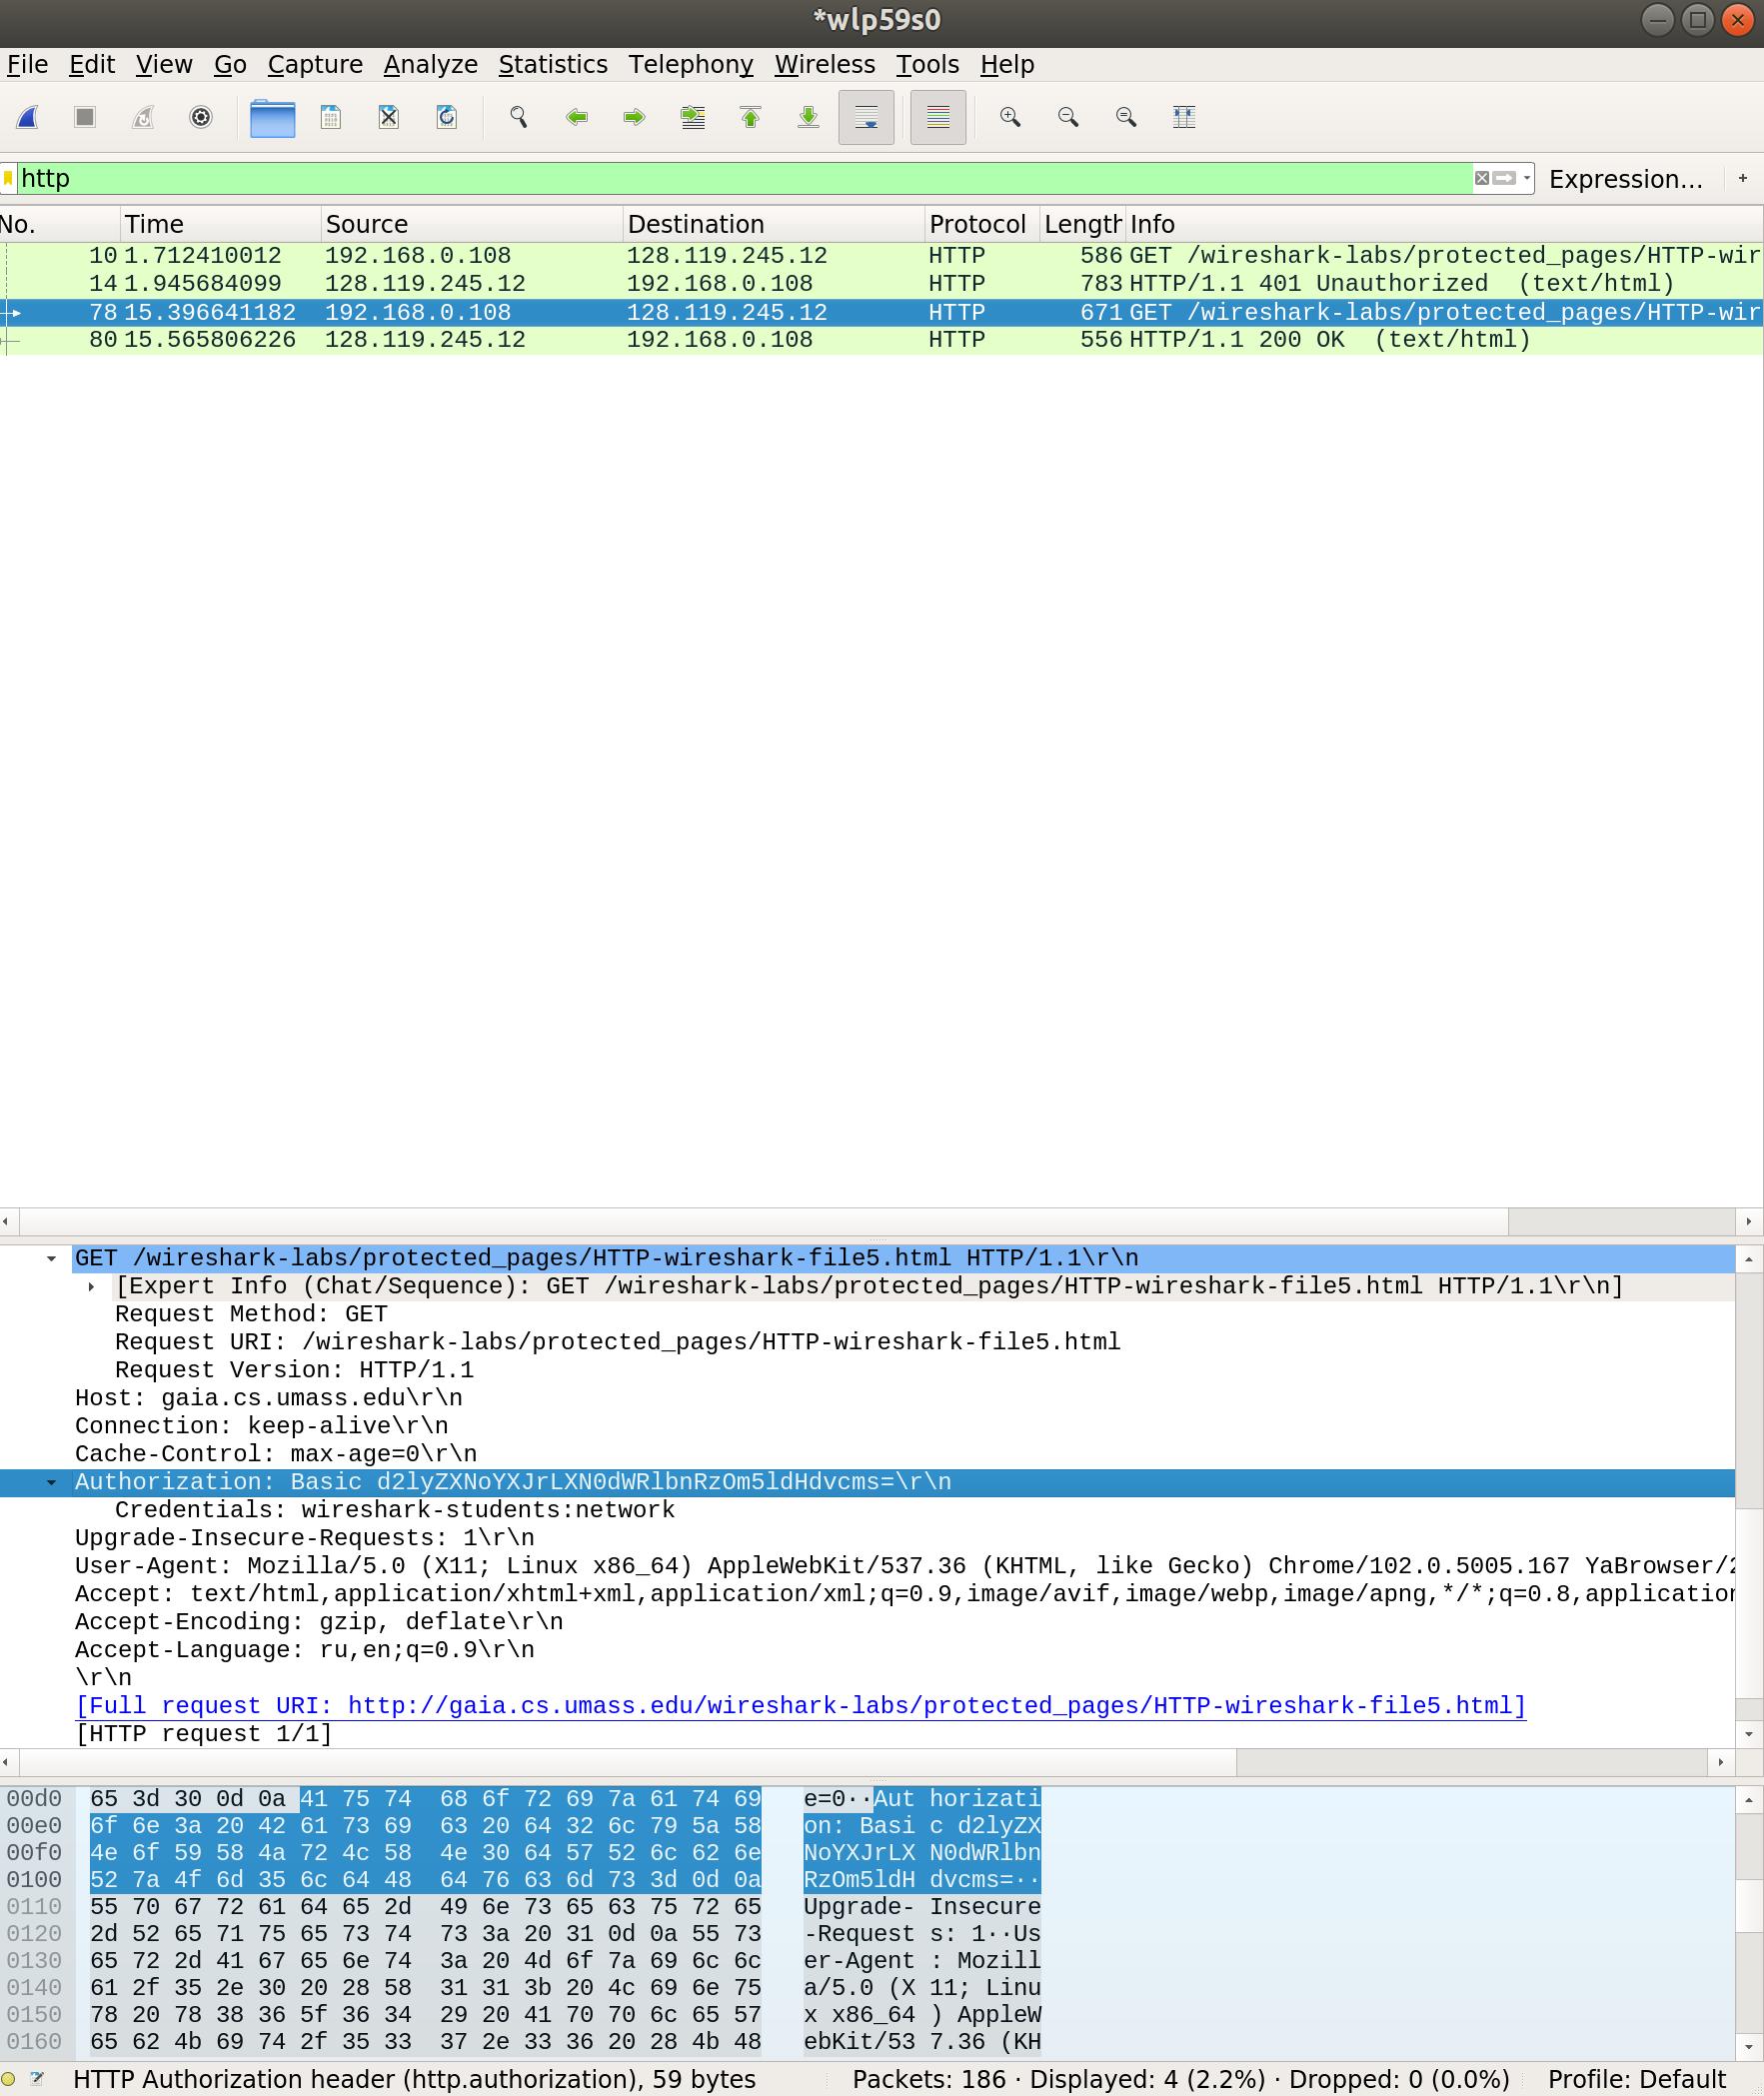 *wlp59s0
File Edit View Go Capture Analyze Statistics Telephony Wireless Tools Help
http Expression… +
No. Time Source Destination Protocol Length Info
10 1.712410012 192.168.0.108 128.119.245.12 HTTP 586 GET /wireshark-labs/protected_pages/HTTP-wir
14 1.945684099 128.119.245.12 192.168.0.108 HTTP 783 HTTP/1.1 401 Unauthorized (text/html)
78 15.396641182 192.168.0.108 128.119.245.12 HTTP 671 GET /wireshark-labs/protected_pages/HTTP-wir
80 15.565806226 128.119.245.12 192.168.0.108 HTTP 556 HTTP/1.1 200 OK (text/html)
GET /wireshark-labs/protected_pages/HTTP-wireshark-file5.html HTTP/1.1\r\n
[Expert Info (Chat/Sequence): GET /wireshark-labs/protected_pages/HTTP-wireshark-file5.html HTTP/1.1\r\n]
Request Method: GET
Request URI: /wireshark-labs/protected_pages/HTTP-wireshark-file5.html
Request Version: HTTP/1.1
Host: gaia.cs.umass.edu\r\n
Connection: keep-alive\r\n
Cache-Control: max-age=0\r\n
Authorization: Basic d2lyZXNoYXJrLXN0dWRlbnRzOm5ldHdvcms=\r\n
Credentials: wireshark-students:network
Upgrade-Insecure-Requests: 1\r\n
User-Agent: Mozilla/5.0 (X11; Linux x86_64) AppleWebKit/537.36 (KHTML, like Gecko) Chrome/102.0.5005.167 YaBrowser/2
Accept: text/html,application/xhtml+xml,application/xml;q=0.9,image/avif,image/webp,image/apng,*/*;q=0.8,application
Accept-Encoding: gzip, deflate\r\n
Accept-Language: ru,en;q=0.9\r\n
\r\n
[Full request URI: http://gaia.cs.umass.edu/wireshark-labs/protected_pages/HTTP-wireshark-file5.html]
[HTTP request 1/1]
00d0 65 3d 30 0d 0a 41 75 74 68 6f 72 69 7a 61 74 69 e=0··Aut horizati
00e0 6f 6e 3a 20 42 61 73 69 63 20 64 32 6c 79 5a 58 on: Basi c d2lyZX
00f0 4e 6f 59 58 4a 72 4c 58 4e 30 64 57 52 6c 62 6e NoYXJrLX N0dWRlbn
0100 52 7a 4f 6d 35 6c 64 48 64 76 63 6d 73 3d 0d 0a RzOm5ldH dvcms=··
0110 55 70 67 72 61 64 65 2d 49 6e 73 65 63 75 72 65 Upgrade- Insecure
0120 2d 52 65 71 75 65 73 74 73 3a 20 31 0d 0a 55 73 -Request s: 1··Us
0130 65 72 2d 41 67 65 6e 74 3a 20 4d 6f 7a 69 6c 6c er-Agent : Mozill
0140 61 2f 35 2e 30 20 28 58 31 31 3b 20 4c 69 6e 75 a/5.0 (X 11; Linu
0150 78 20 78 38 36 5f 36 34 29 20 41 70 70 6c 65 57 x x86_64 ) AppleW
0160 65 62 4b 69 74 2f 35 33 37 2e 33 36 20 28 4b 48 ebKit/53 7.36 (KH
HTTP Authorization header (http.authorization), 59 bytes Packets: 186 · Displayed: 4 (2.2%) · Dropped: 0 (0.0%) Profile: Default